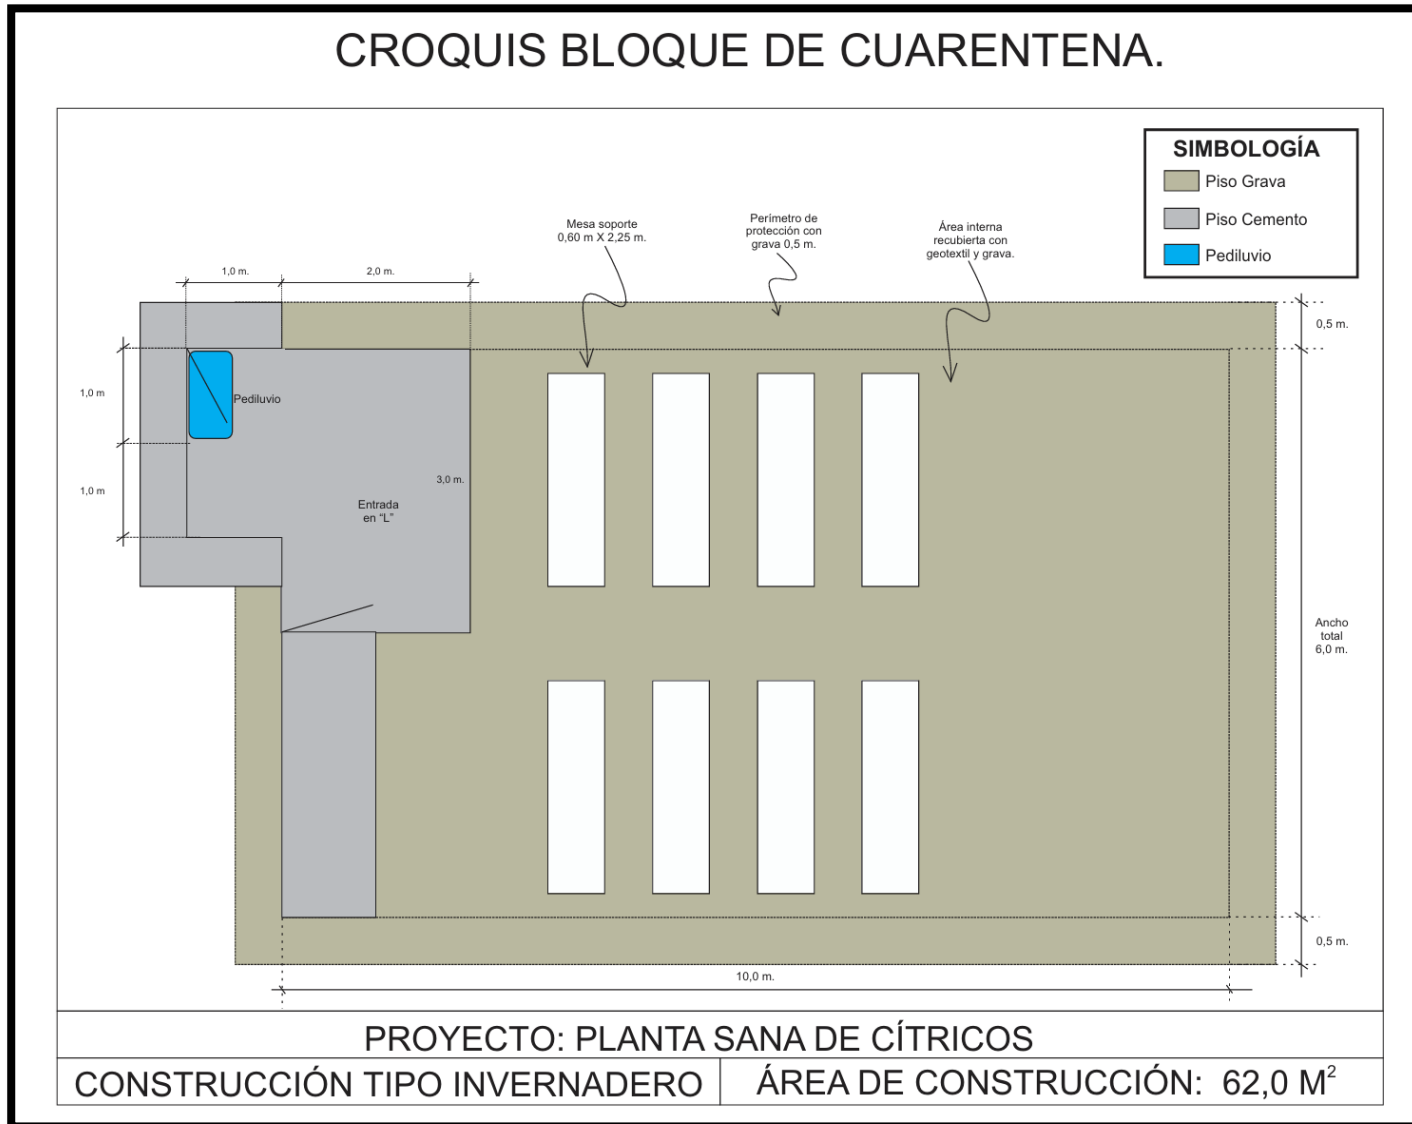 CROQUIS BLOQUE DE CUARENTENA.
SIMBOLOGÍA
Piso Grava
Piso Cemento
Pediluvio
Mesa soporte
0,60 m X 2,25 m.
Perímetro de
protección con
grava 0,5 m.
Área interna
recubierta con
geotextil y grava.
1,0 m.
2,0 m.
0,5 m.
1,0 m
Pediluvio
1,0 m
3,0 m.
Entrada
en “L”
Ancho
total
6,0 m.
0,5 m.
10,0 m.
PROYECTO: PLANTA SANA DE CÍTRICOS
CONSTRUCCIÓN TIPO INVERNADERO
ÁREA DE CONSTRUCCIÓN: 62,0 M²